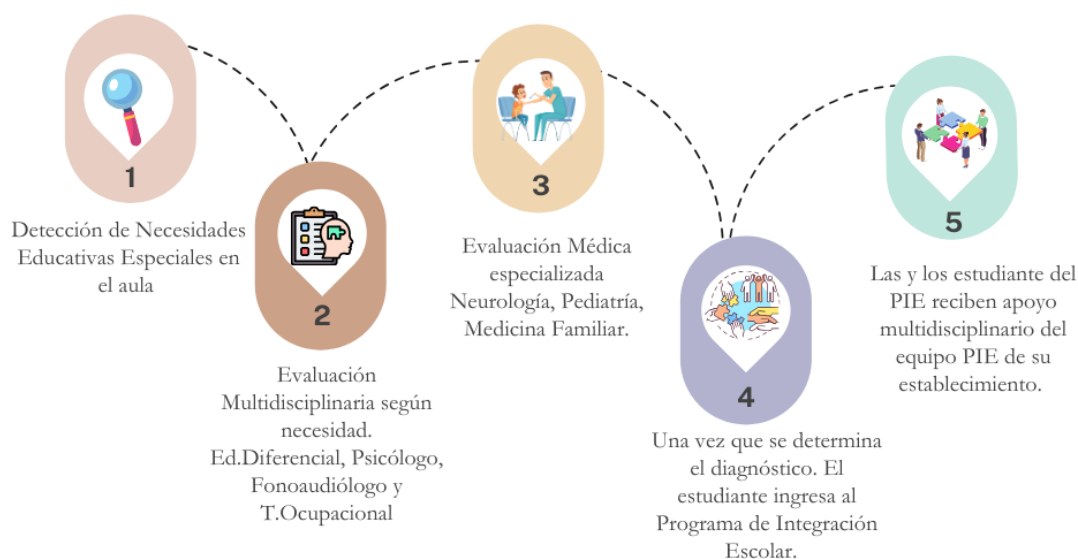 1
Detección de Necesidades
Educativas Especiales en
el aula
2
Evaluación
Multidisciplinaria según
necesidad.
Ed.Diferencial, Psicólogo,
Fonoaudiólogo y
T.Ocupacional
3
Evaluación Médica
especializada
Neurología, Pediatría,
Medicina Familiar.
4
Una vez que se determina
el diagnóstico. El
estudiante ingresa al
Programa de Integración
Escolar.
5
Las y los estudiante del
PIE reciben apoyo
multidisciplinario del
equipo PIE de su
establecimiento.